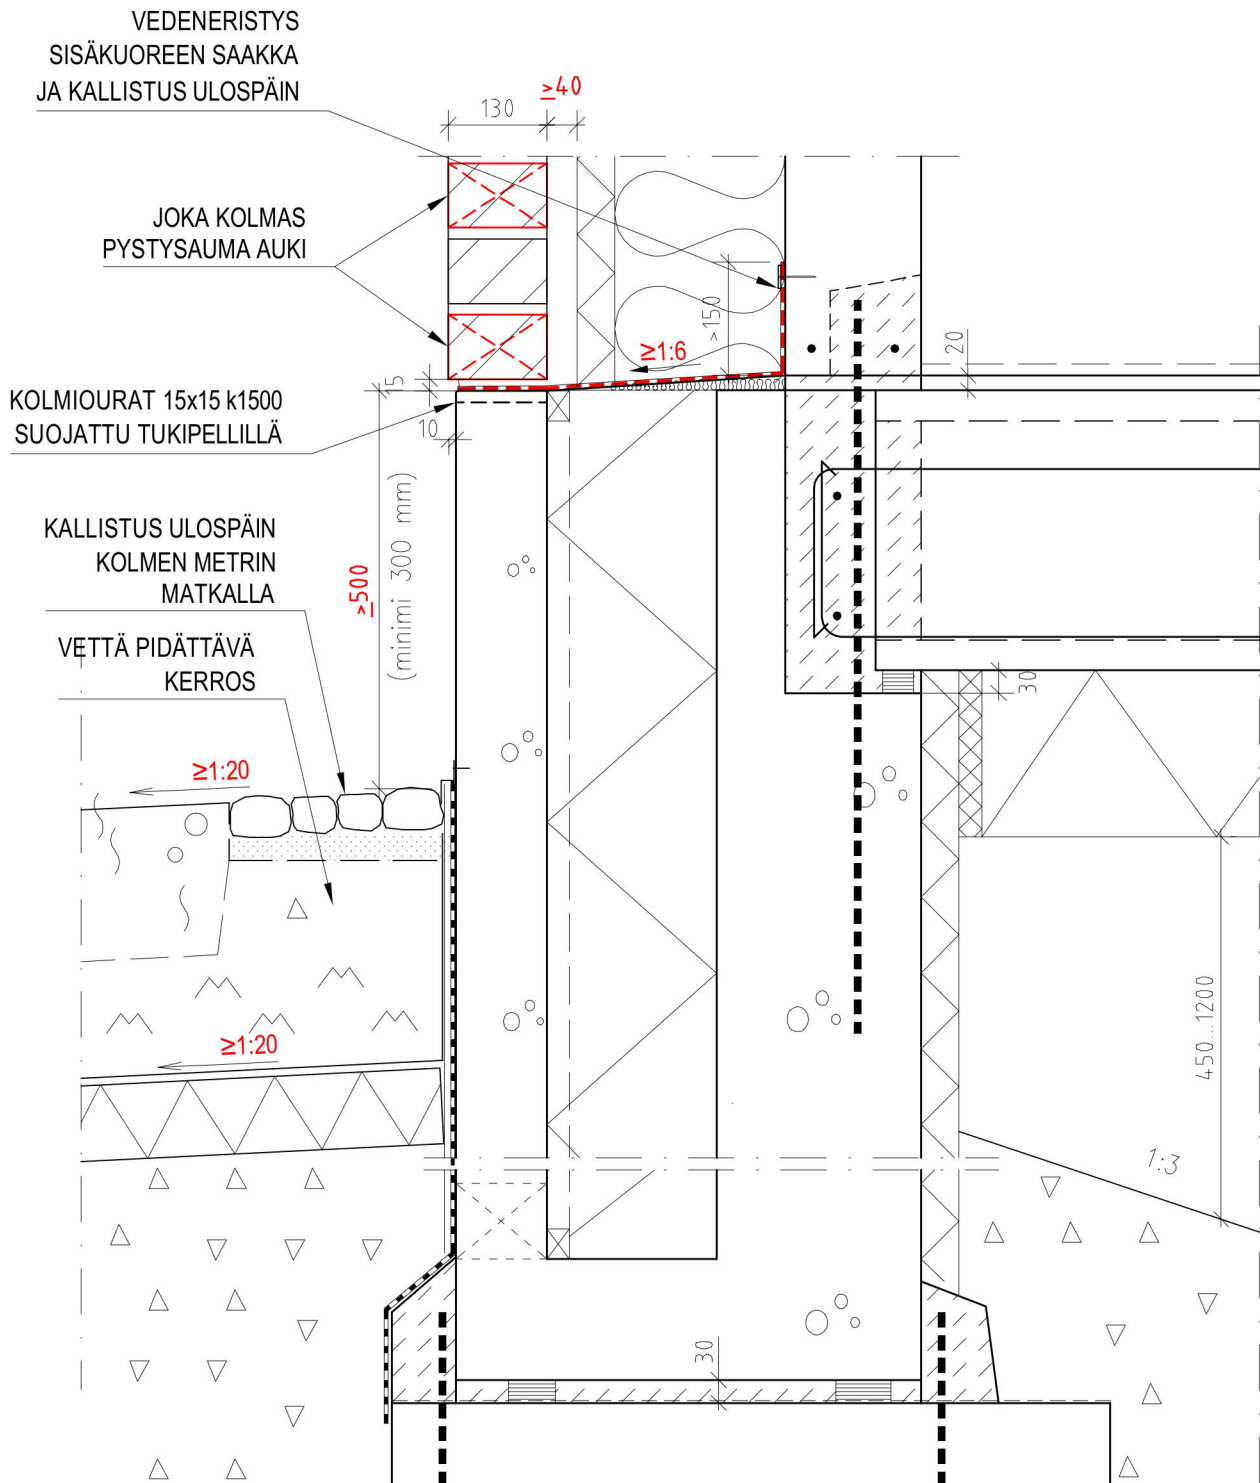 VEDENERISTYS
SISÄKUOREEN SAAKKA
JA KALLISTUS ULOSPÄIN
≥40
130
JOKA KOLMAS
PYSTYSAUMA AUKI
>150
≥1:6
20
15
KOLMIOURAT 15x15 k1500
SUOJATTU TUKIPELLILLÄ
10
KALLISTUS ULOSPÄIN
KOLMEN METRIN
MATKALLA
≥500
(minimi 300 mm)
VETTÄ PIDÄTTÄVÄ
KERROS
30
≥1:20
≥1:20
450...1200
1:3
30